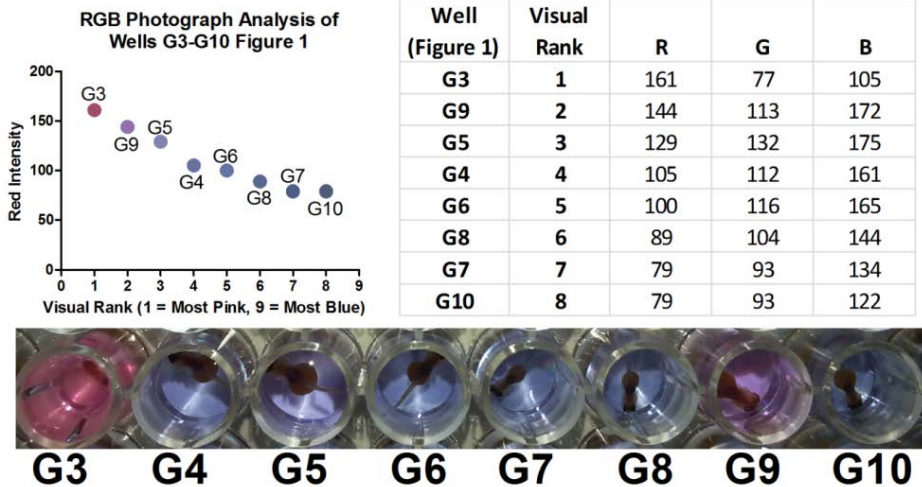 RGB Photograph Analysis of
Wells G3-G10 Figure 1
200
150
100
50
0
Red Intensity
G3
G9
G5
G4
G6
G8
G7
G10
0 1 2 3 4 5 6 7 8 9
Visual Rank (1 = Most Pink, 9 = Most Blue)
Well (Figure 1) Visual Rank R G B
G3 1 161 77 105
G9 2 144 113 172
G5 3 129 132 175
G4 4 105 112 161
G6 5 100 116 165
G8 6 89 104 144
G7 7 79 93 134
G10 8 79 93 122
G3 G4 G5 G6 G7 G8 G9 G10